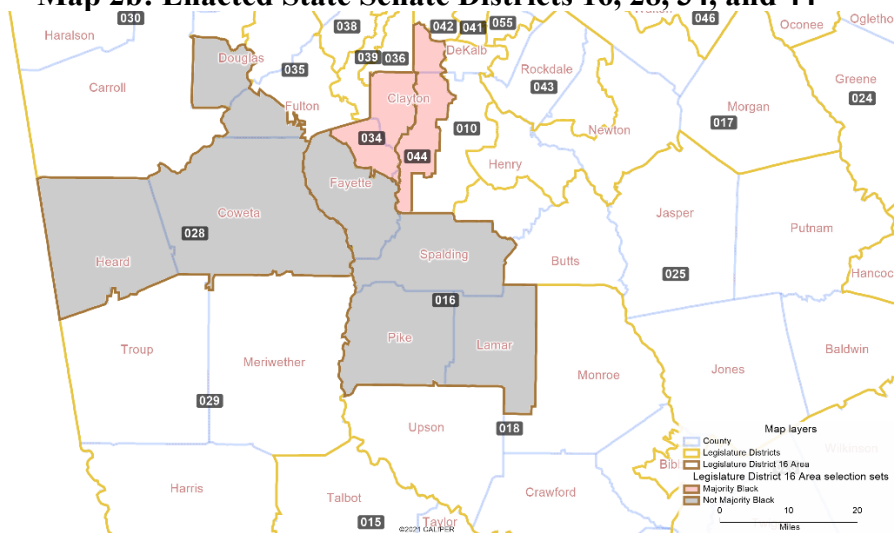 Map 2b: Enacted State Senate Districts 16, 28, 34, and 44
030
038
042
041
055
046
Oconee
Ogletho
Haralson
Douglas
039
036
DeKalb
035
Rockdale
043
Greene
024
Carroll
Fulton
Clayton
Morgan
010
017
Newton
034
044
Henry
Fayette
Coweta
Jasper
Putnam
028
Spalding
Heard
Butts
025
Hancoc
016
Pike
Lamar
Troup
Meriwether
Monroe
Jones
Baldwin
029
Upson
018
Map layers
County
Legislature Districts
Legislature District 16 Area
Legislature District 16 Area selection sets
Majority Black
Not Majority Black
0 10 20
Miles
Wilkinson
Bib
Harris
Talbot
Crawford
015
Taylor
©2021 CALIPER